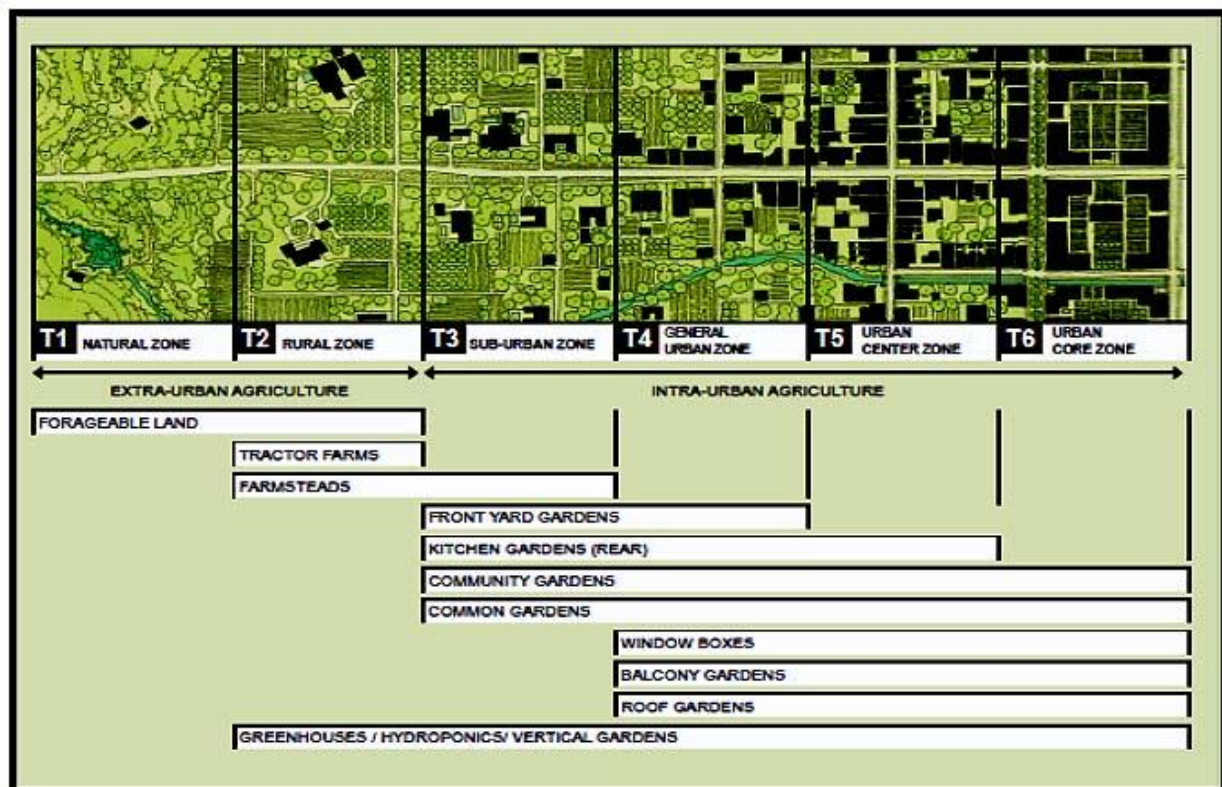 T1 NATURAL ZONE
T2 RURAL ZONE
T3 SUB-URBAN ZONE
T4 GENERAL URBAN ZONE
T5 URBAN CENTER ZONE
T6 URBAN CORE ZONE
EXTRA-URBAN AGRICULTURE
INTRA-URBAN AGRICULTURE
FORAGEABLE LAND
TRACTOR FARMS
FARMSTEADS
FRONT YARD GARDENS
KITCHEN GARDENS (REAR)
COMMUNITY GARDENS
COMMON GARDENS
WINDOW BOXES
BALCONY GARDENS
ROOF GARDENS
GREENHOUSES / HYDROPONICS/ VERTICAL GARDENS